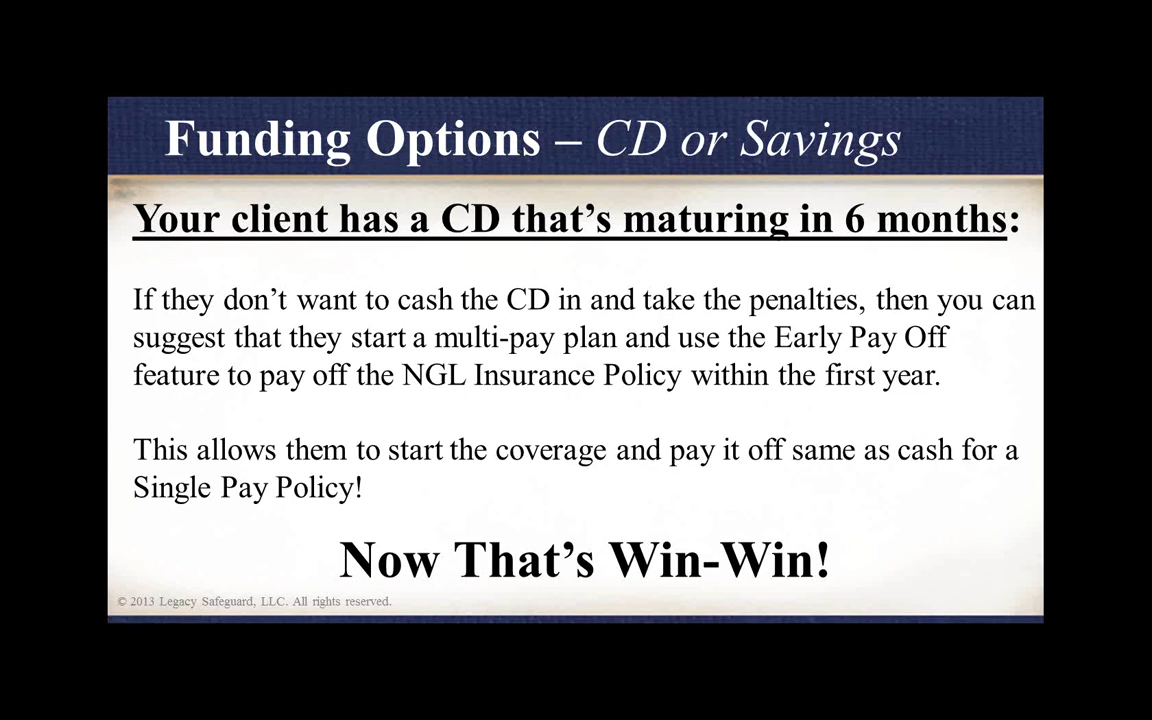 Funding Options – CD or Savings
Your client has a CD that’s maturing in 6 months:
If they don’t want to cash the CD in and take the penalties, then you can
suggest that they start a multi-pay plan and use the Early Pay Off
feature to pay off the NGL Insurance Policy within the first year.
This allows them to start the coverage and pay it off same as cash for a
Single Pay Policy!
Now That’s Win-Win!
© 2013 Legacy Safeguard, LLC. All rights reserved.